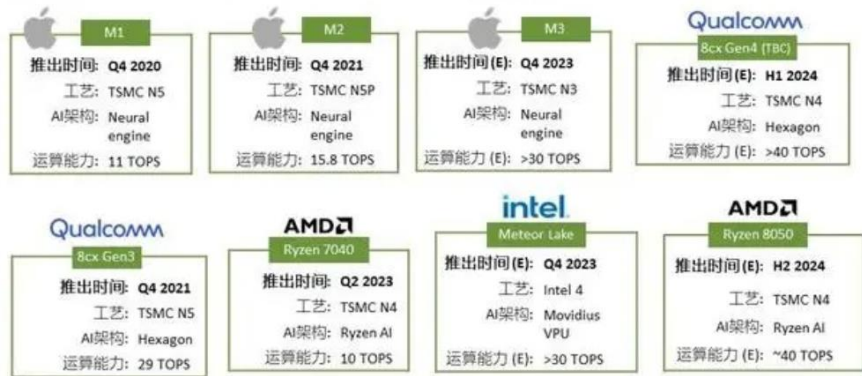 M1
推出时间: Q4 2020
工艺: TSMC N5
AI架构: Neural
engine
运算能力: 11 TOPS
M2
推出时间: Q4 2021
工艺: TSMC N5P
AI架构: Neural
engine
运算能力: 15.8 TOPS
M3
推出时间(E): Q4 2023
工艺: TSMC N3
AI架构: Neural
engine
运算能力(E): >30 TOPS
Qualcomm
8cx Gen4 (TBC)
推出时间(E): H1 2024
工艺: TSMC N4
AI架构: Hexagon
运算能力(E): >40 TOPS
Qualcomm
8cx Gen3
推出时间: Q4 2021
工艺: TSMC N5
AI架构: Hexagon
运算能力: 29 TOPS
AMD
Ryzen 7040
推出时间: Q2 2023
工艺: TSMC N4
AI架构: Ryzen AI
运算能力: 10 TOPS
intel
Meteor Lake
推出时间(E): Q4 2023
工艺: Intel 4
AI架构: Movidius
VPU
运算能力(E): >30 TOPS
AMD
Ryzen 8050
推出时间(E): H2 2024
工艺: TSMC N4
AI架构: Ryzen AI
运算能力(E): ~40 TOPS